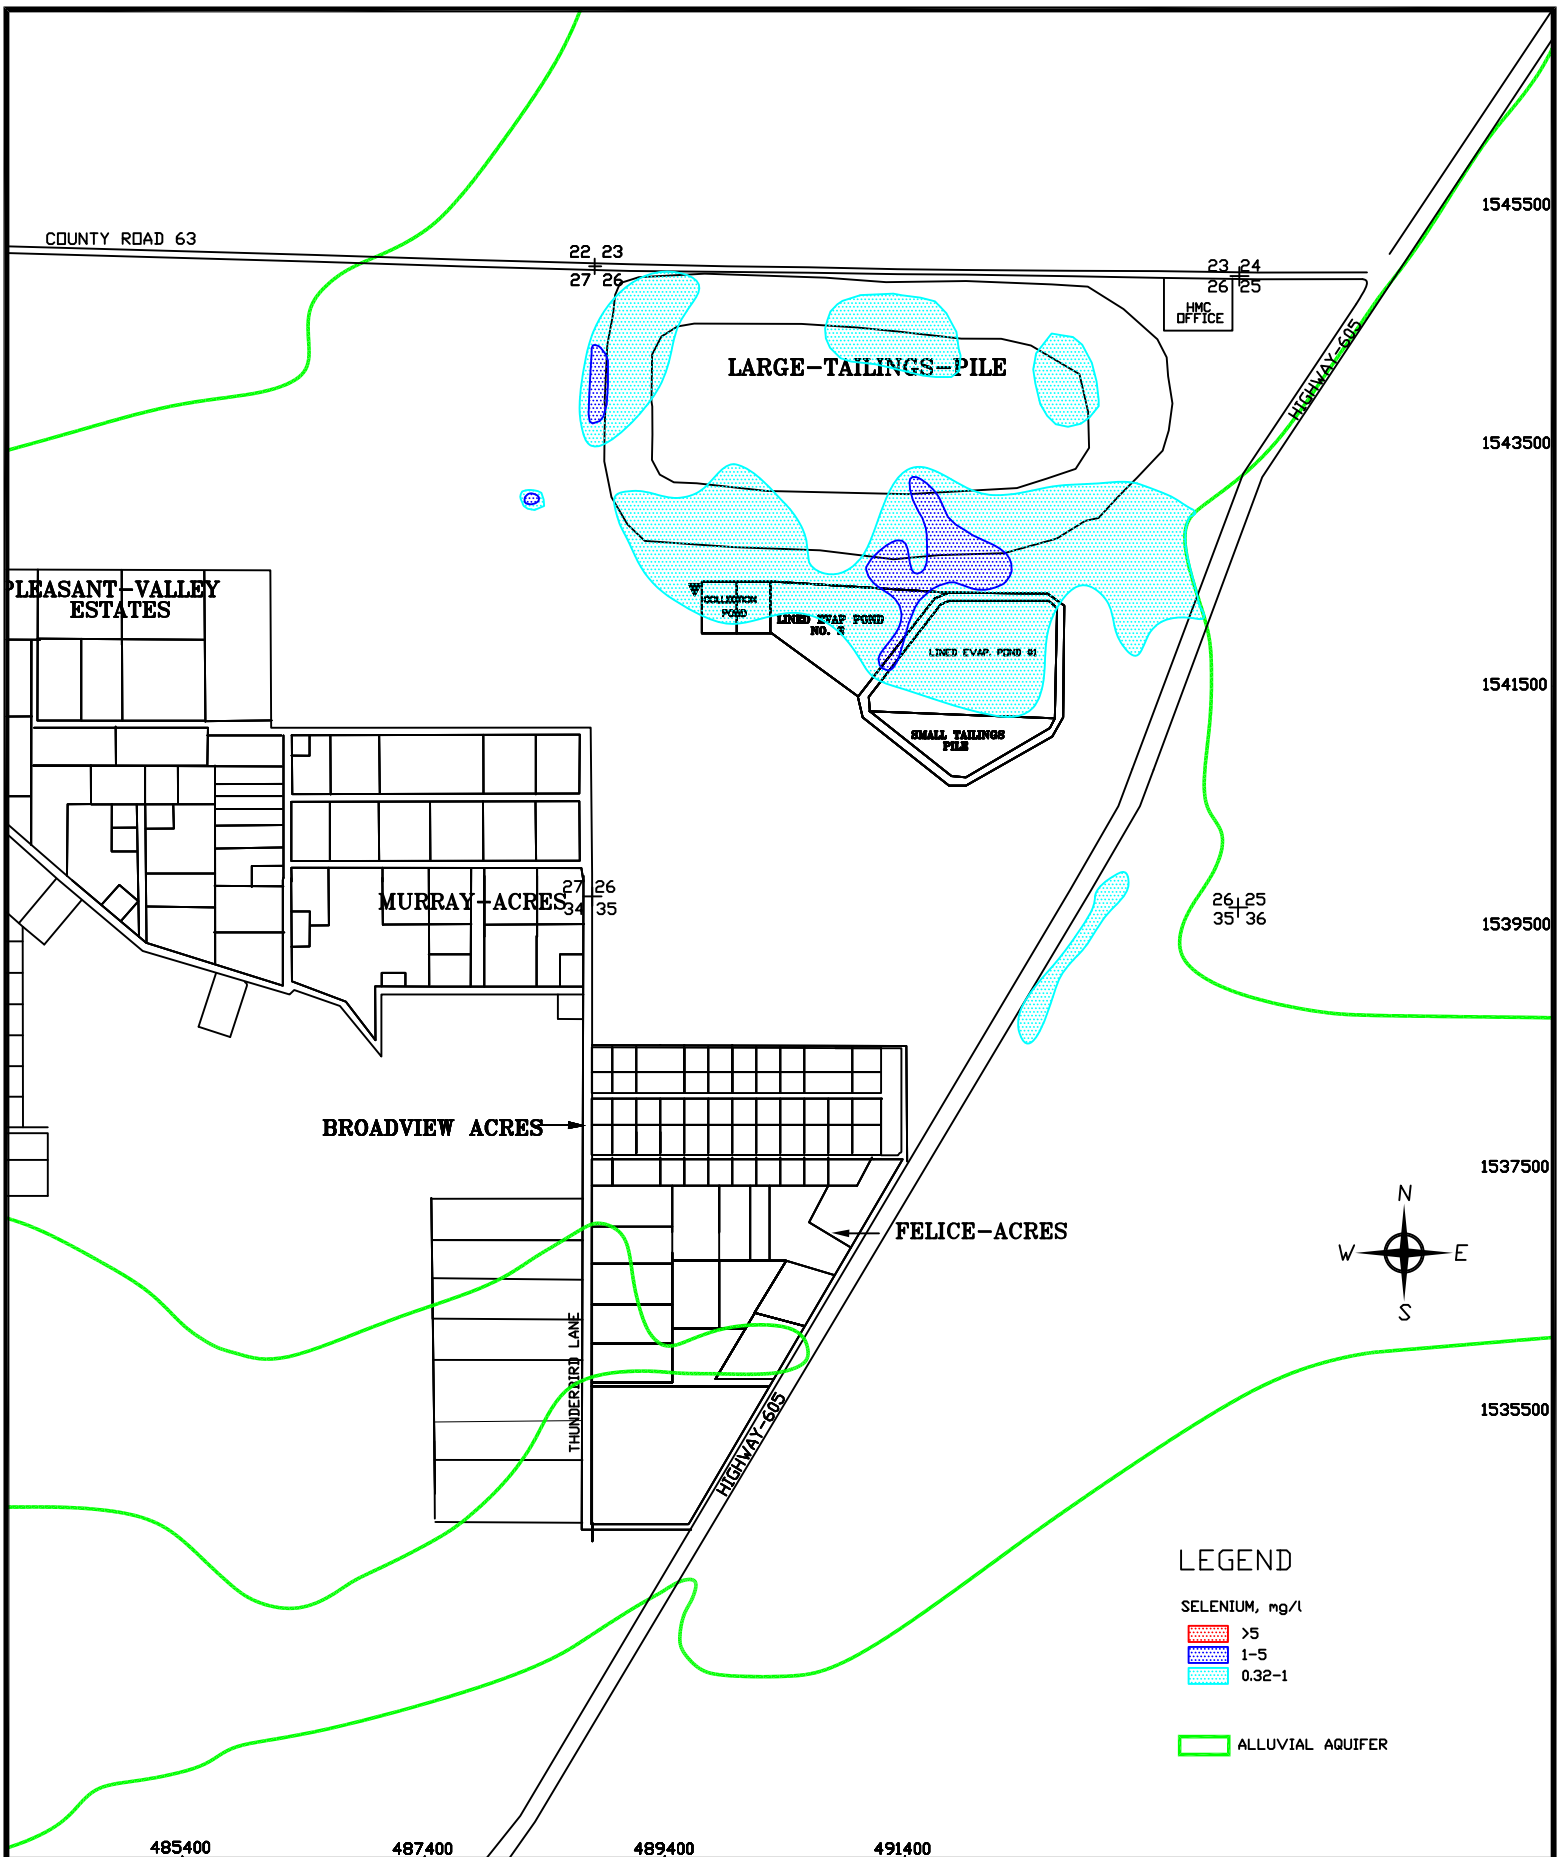 1545500
COUNTY ROAD 63
22 23
27 26
23 24
26 25
HMC
OFFICE
HIGHWAY-605
LARGE-TAILINGS-PILE
1543500
PLEASANT-VALLEY
ESTATES
COLLECTION
POND
LINED EVAP POND
NO.
LINED EVAP. POND #1
1541500
SMALL TAILINGS
PILE
MURRAY-ACRES
27 26
34 35
26 25
35 36
1539500
BROADVIEW ACRES
1537500
FELICE-ACRES
N
W E
S
THUNDERBIRD LANE
HIGHWAY-605
1535500
LEGEND
SELENIUM, mg/l
>5
1-5
0.32-1
ALLUVIAL AQUIFER
485400
487400
489400
491400